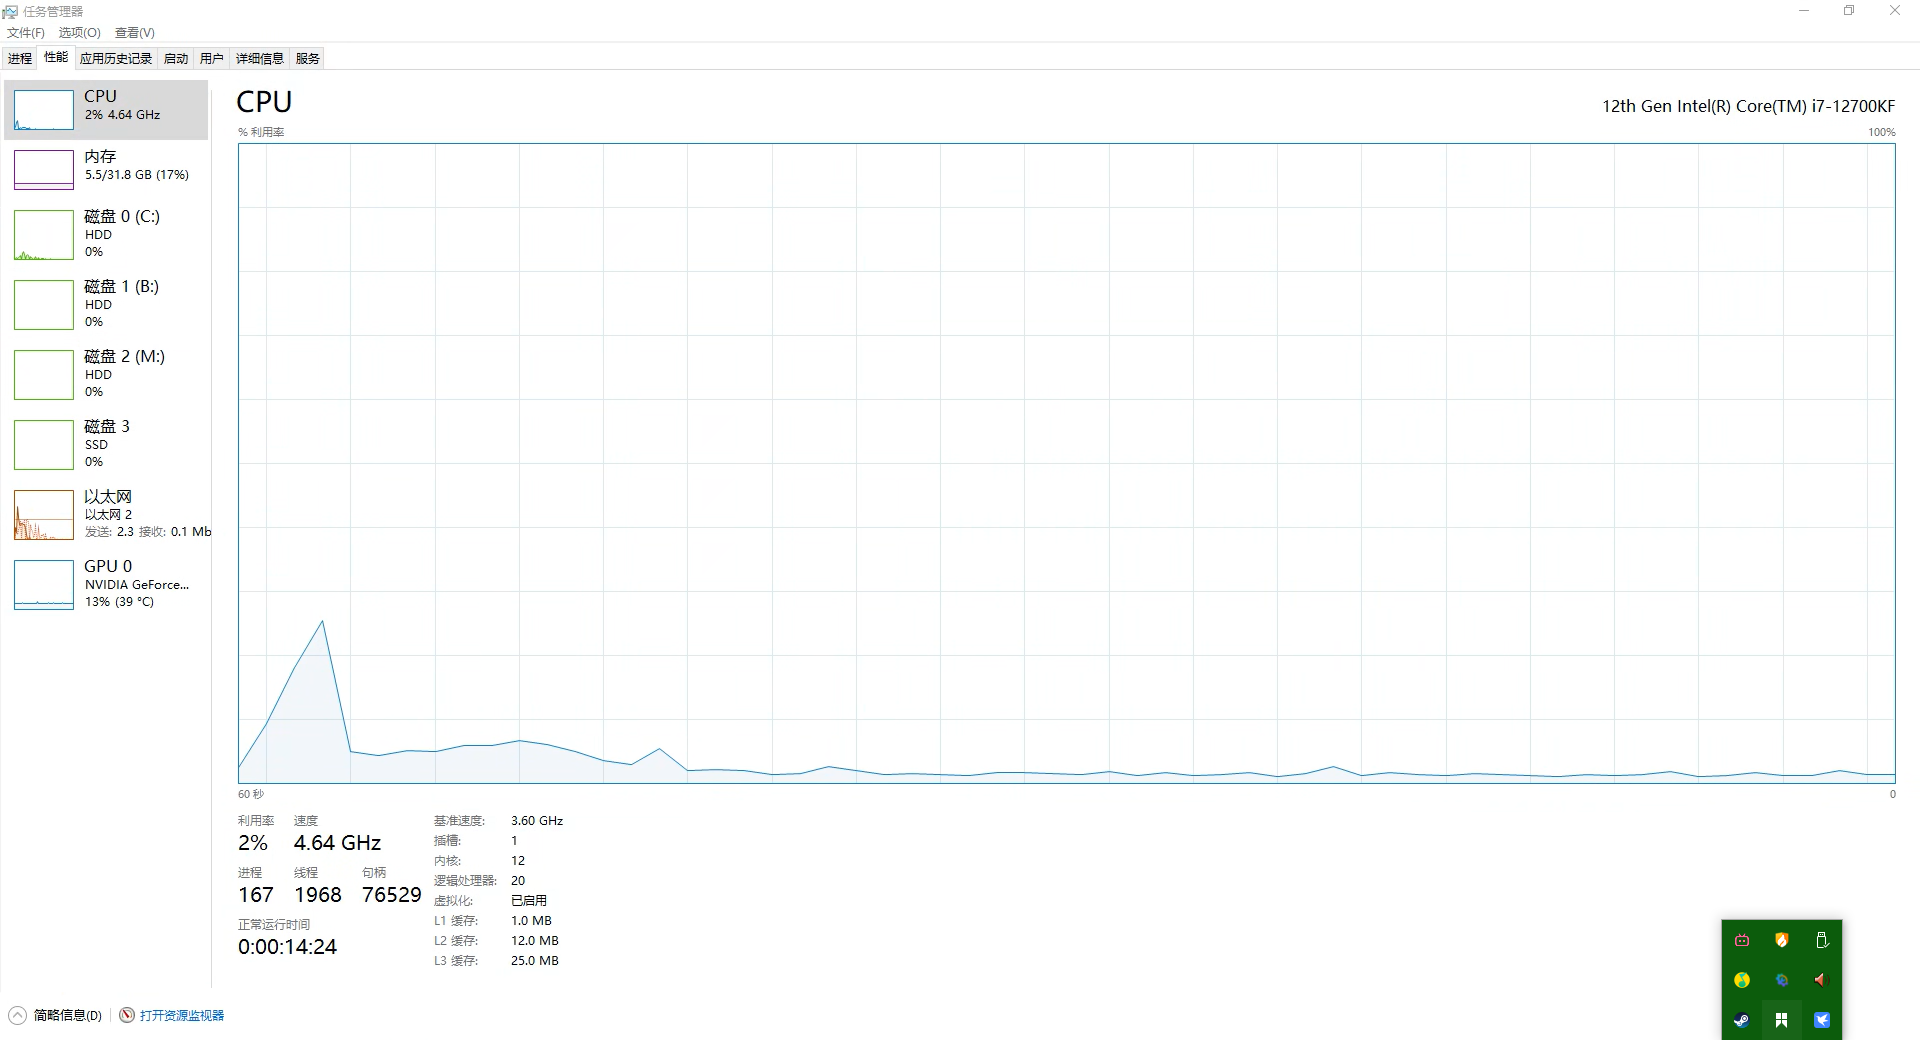 任务管理器
文件(F) 选项(O) 查看(V)
进程 性能 应用历史记录 启动 用户 详细信息 服务
CPU
2% 4.64 GHz
内存
5.5/31.8 GB (17%)
磁盘 0 (C:)
HDD
0%
磁盘 1 (B:)
HDD
0%
磁盘 2 (M:)
HDD
0%
磁盘 3
SSD
0%
以太网
以太网 2
发送: 2.3 接收: 0.1 Mb
GPU 0
NVIDIA GeForce...
13% (39 °C)
CPU
12th Gen Intel(R) Core(TM) i7-12700KF
% 利用率
100%
60 秒
0
利用率 速度
2% 4.64 GHz
进程 线程 句柄
167 1968 76529
正常运行时间
0:00:14:24
基准速度: 3.60 GHz
插槽: 1
内核: 12
逻辑处理器: 20
虚拟化: 已启用
L1 缓存: 1.0 MB
L2 缓存: 12.0 MB
L3 缓存: 25.0 MB
简略信息(D)
打开资源监视器